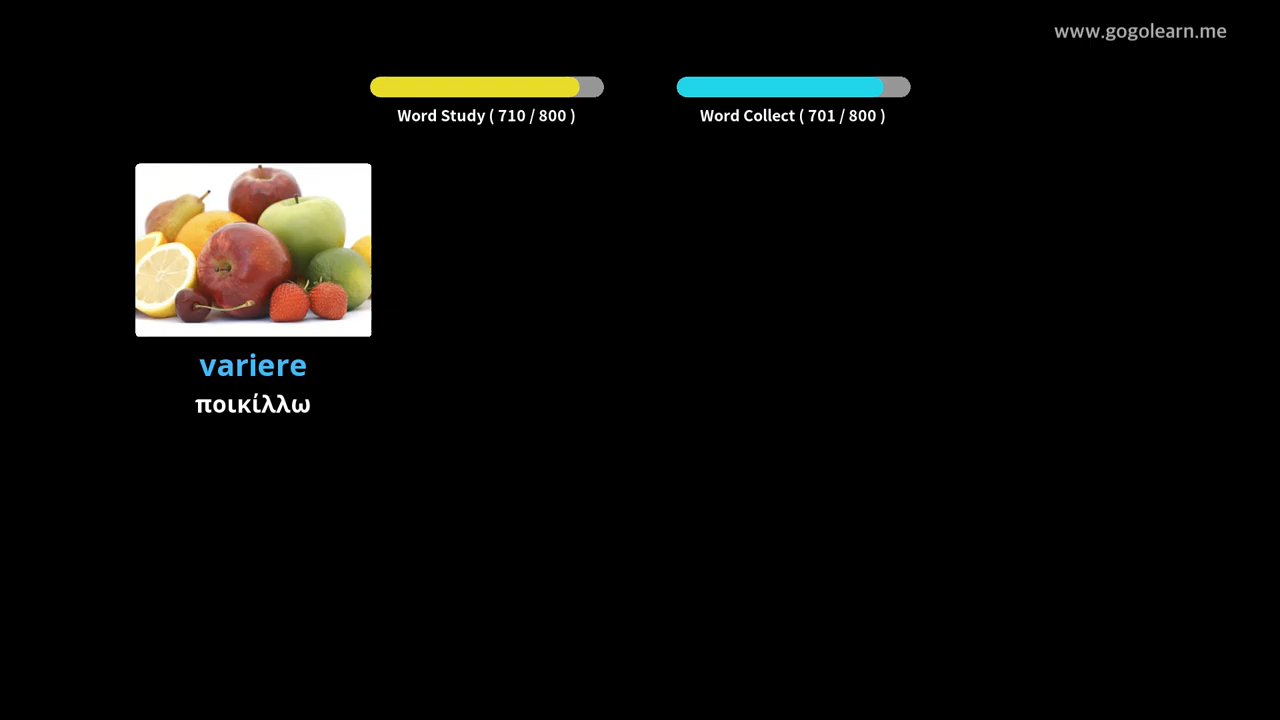 www.gogolearn.me
Word Study ( 710 / 800 )
Word Collect ( 701 / 800 )
variere
ποικίλλω